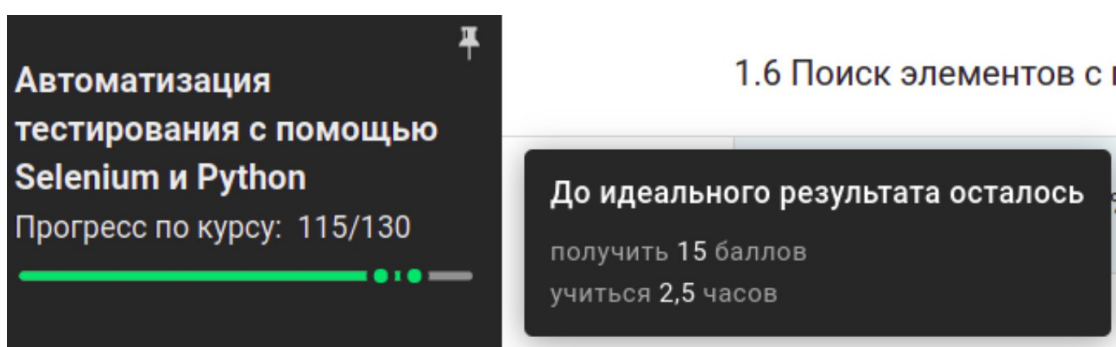 Автоматизация
тестирования с помощью
Selenium и Python
Прогресс по курсу: 115/130
1.6 Поиск элементов с
До идеального результата осталось
получить 15 баллов
учиться 2,5 часов